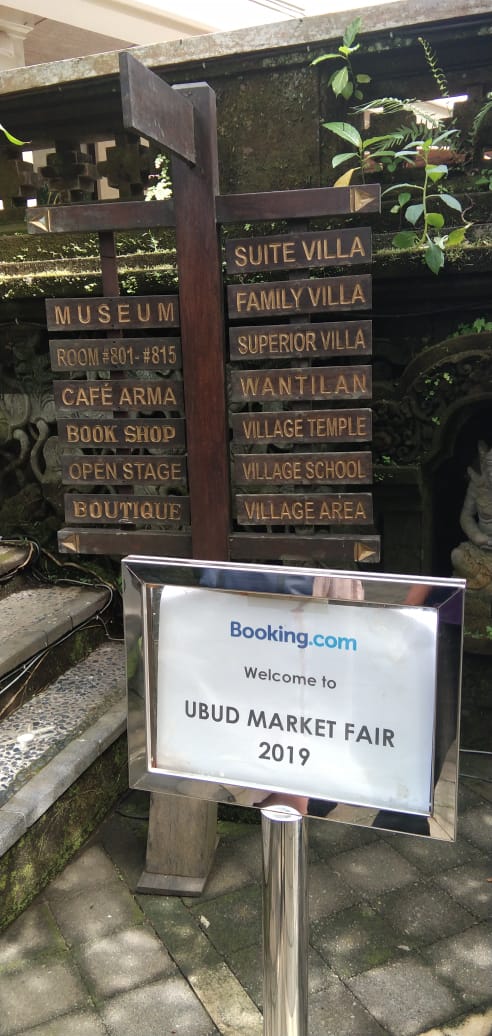 MUSEUM
ROOM #801- #815
CAFÉ ARMA
BOOK SHOP
OPEN STAGE
BOUTIQUE
SUITE VILLA
FAMILY VILLA
SUPERIOR VILLA
WANTILAN
VILLAGE TEMPLE
VILLAGE SCHOOL
VILLAGE AREA
Booking.com
Welcome to
UBUD MARKET FAIR
2019